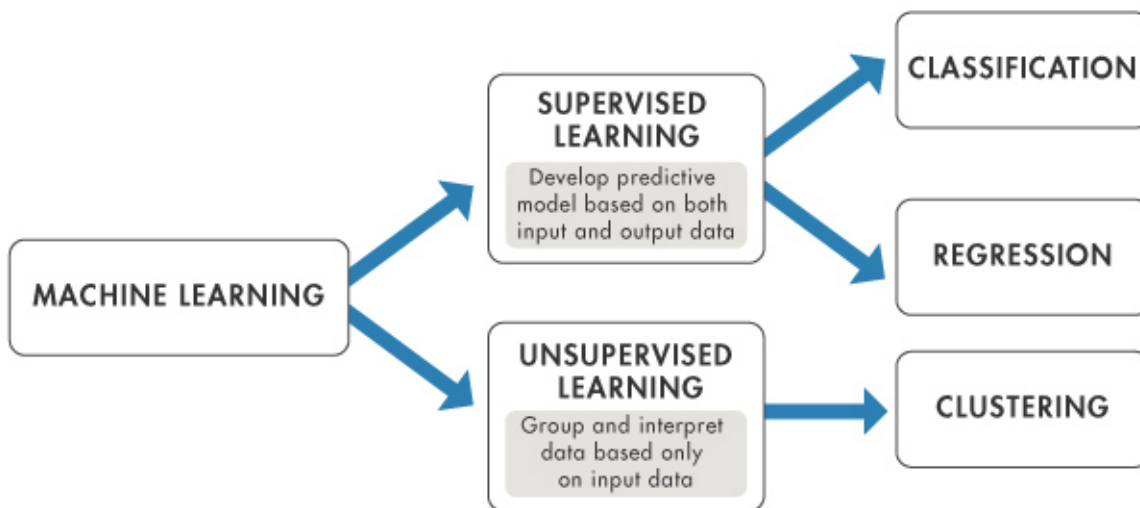 MACHINE LEARNING
SUPERVISED
LEARNING
Develop predictive
model based on both
input and output data
UNSUPERVISED
LEARNING
Group and interpret
data based only
on input data
CLASSIFICATION
REGRESSION
CLUSTERING